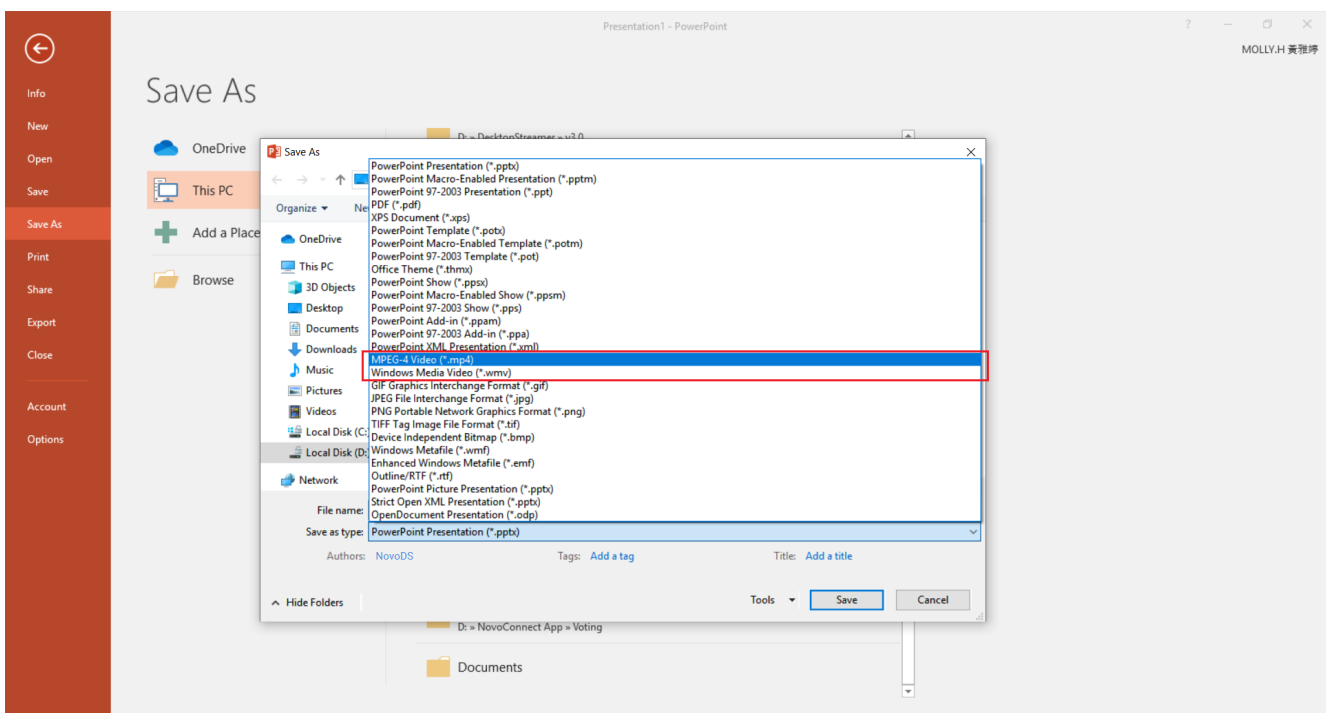 Presentation1 - PowerPoint
?
MOLLY.H 黃雅婷
Info
New
Open
Save
Save As
Print
Share
Export
Close
Account
Options
Save As
OneDrive
This PC
Add a Place
Browse
D: » DesktopStreamer » v3.0
Save As
Organize
Ne
OneDrive
This PC
3D Objects
Desktop
Documents
Downloads
Music
Pictures
Videos
Local Disk (C:
Local Disk (D:
Network
PowerPoint Presentation (*.pptx)
PowerPoint Macro-Enabled Presentation (*.pptm)
PowerPoint 97-2003 Presentation (*.ppt)
PDF (*.pdf)
XPS Document (*.xps)
PowerPoint Template (*.potx)
PowerPoint Macro-Enabled Template (*.potm)
PowerPoint 97-2003 Template (*.pot)
Office Theme (*.thmx)
PowerPoint Show (*.ppsx)
PowerPoint Macro-Enabled Show (*.ppsm)
PowerPoint 97-2003 Show (*.pps)
PowerPoint Add-in (*.ppam)
PowerPoint 97-2003 Add-in (*.ppa)
PowerPoint XML Presentation (*.xml)
MPEG-4 Video (*.mp4)
Windows Media Video (*.wmv)
GIF Graphics Interchange Format (*.gif)
JPEG File Interchange Format (*.jpg)
PNG Portable Network Graphics Format (*.png)
TIFF Tag Image File Format (*.tif)
Device Independent Bitmap (*.bmp)
Windows Metafile (*.wmf)
Enhanced Windows Metafile (*.emf)
Outline/RTF (*.rtf)
PowerPoint Picture Presentation (*.pptx)
Strict Open XML Presentation (*.pptx)
OpenDocument Presentation (*.odp)
File name:
Save as type: PowerPoint Presentation (*.pptx)
Authors: NovoDS Tags: Add a tag Title: Add a title
Hide Folders Tools Save Cancel
D: » NovoConnect App » Voting
Documents